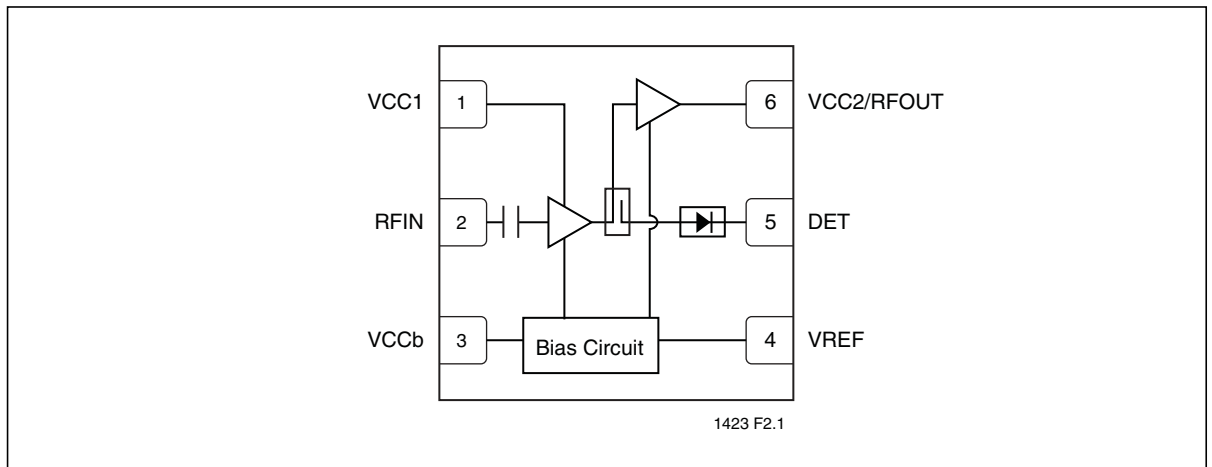 VCC1 1 6 VCC2/RFOUT
RFIN 2 5 DET
VCCb 3 Bias Circuit 4 VREF
1423 F2.1